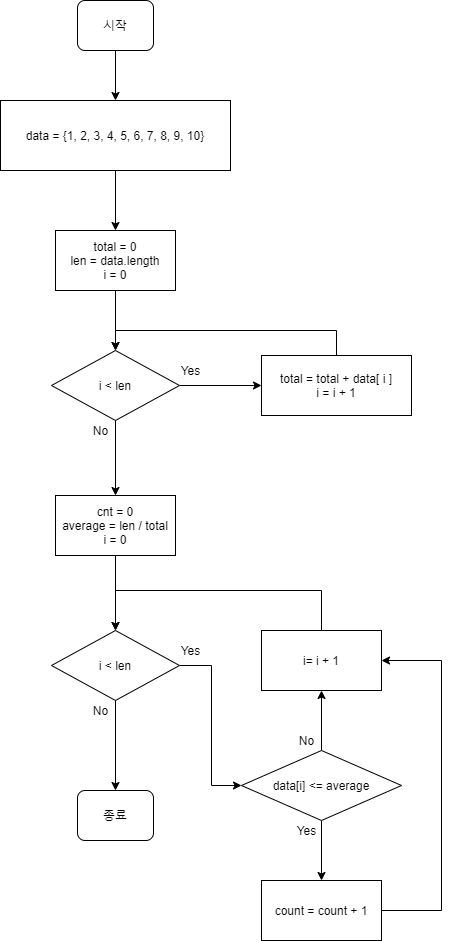 시작
data = {1, 2, 3, 4, 5, 6, 7, 8, 9, 10}
total = 0
len = data.length
i = 0
i < len
Yes
total = total + data[ i ]
i = i + 1
No
cnt = 0
average = len / total
i = 0
i < len
Yes
i= i + 1
No
No
data[i] <= average
종료
Yes
count = count + 1